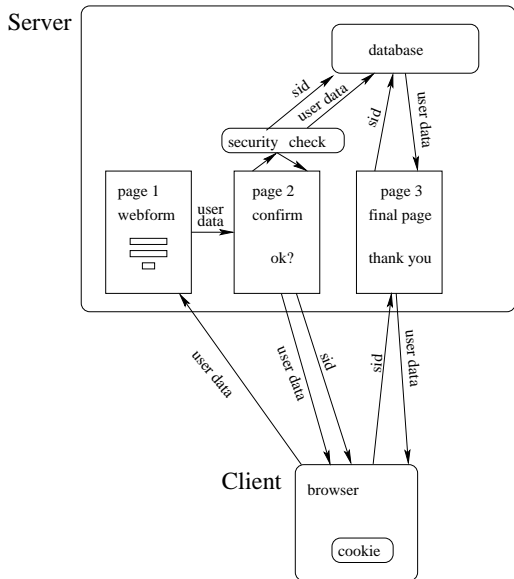 Server
database
sid
user data
sid
user data
security check
page 1
webform
user
data
page 2
confirm
ok?
page 3
final page
thank you
user data
user data
sid
sid
user data
Client
browser
cookie